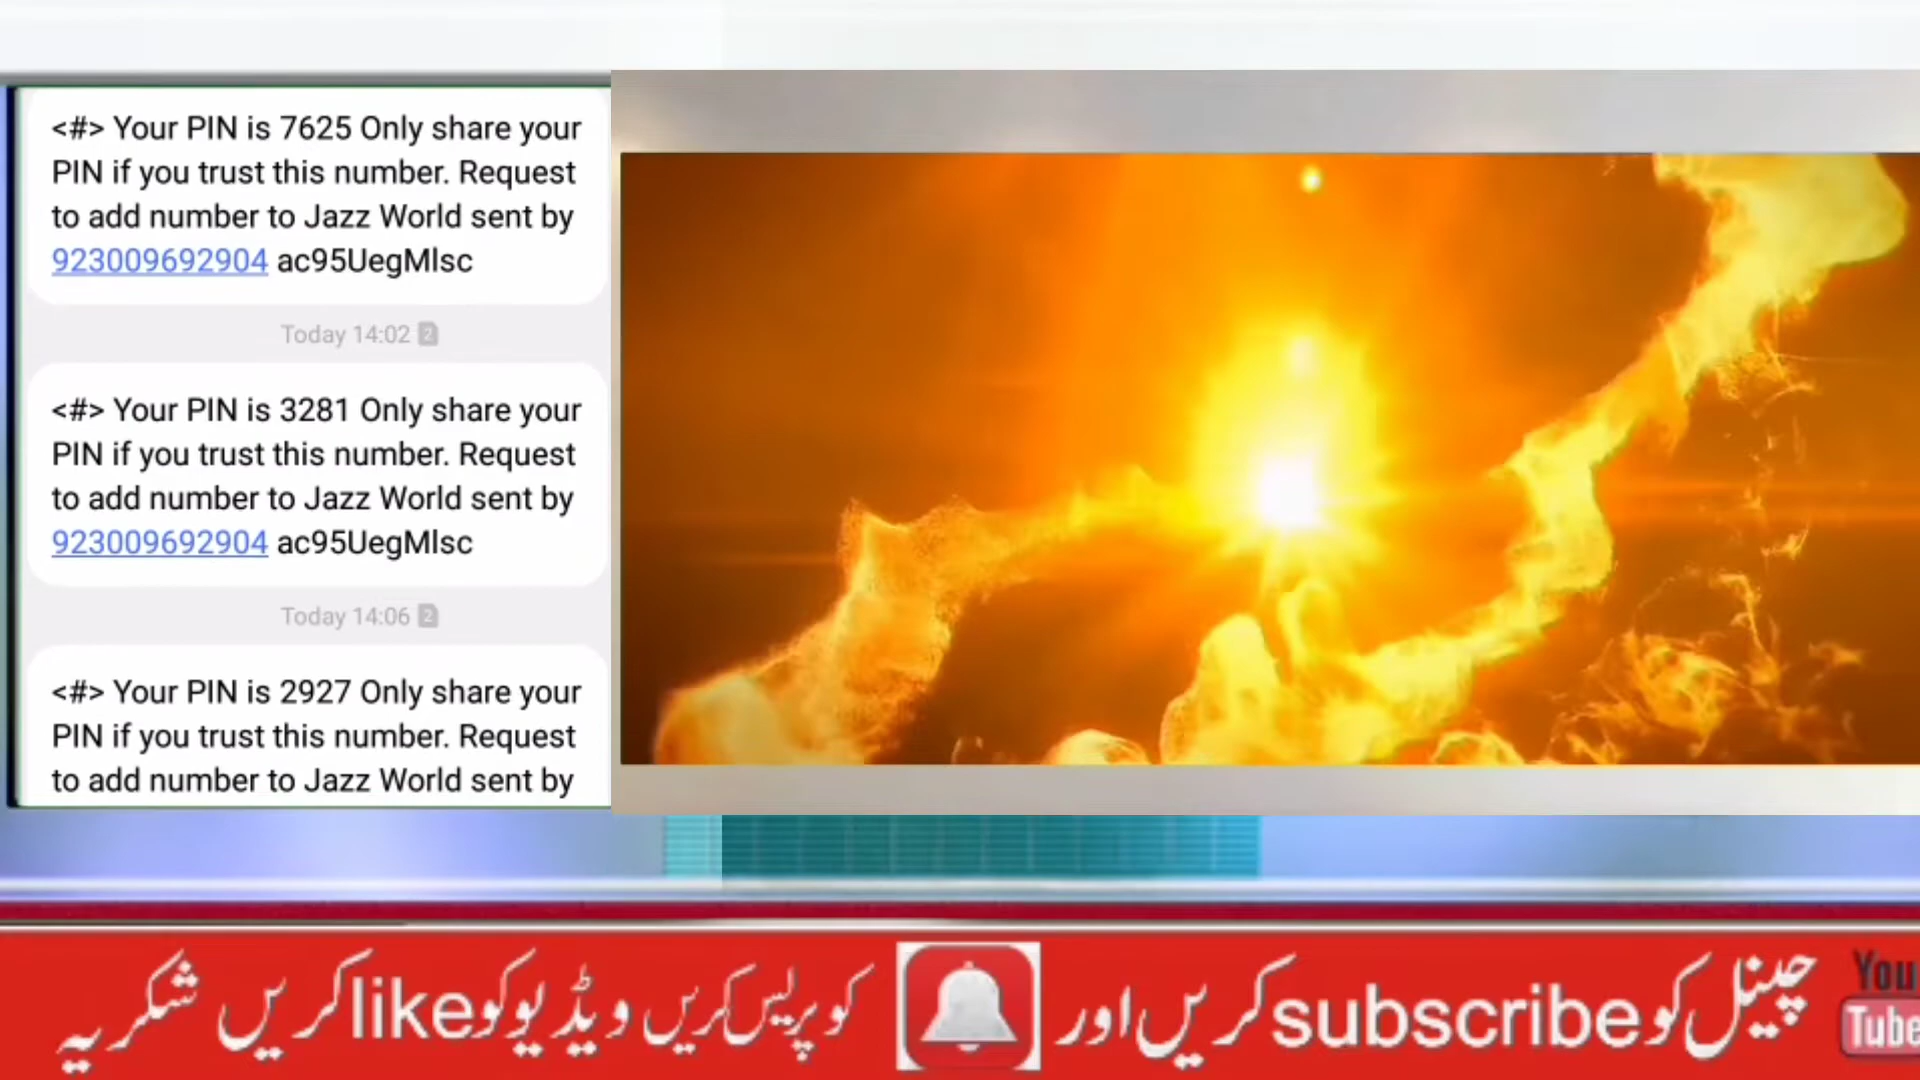 <#> Your PIN is 7625 Only share your
PIN if you trust this number. Request
to add number to Jazz World sent by
923009692904 ac95UegMlsc
Today 14:02 2
<#> Your PIN is 3281 Only share your
PIN if you trust this number. Request
to add number to Jazz World sent by
923009692904 ac95UegMlsc
Today 14:06 2
<#> Your PIN is 2927 Only share your
PIN if you trust this number. Request
to add number to Jazz World sent by
چینل کو subscribe کریں اور کو پریس کریں ویڈیو کو like کریں شکریہ
You
Tube